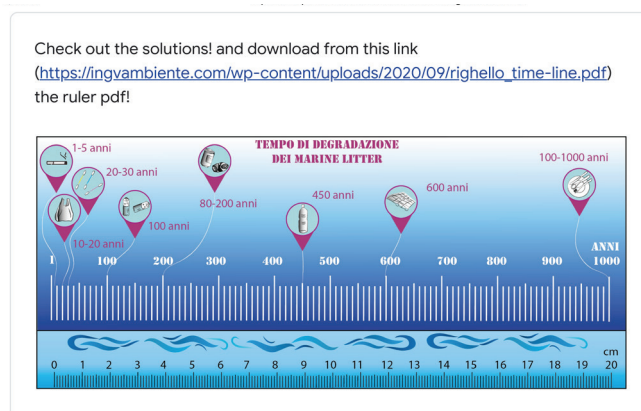 Check out the solutions! and download from this link
(https://ingvambiente.com/wp-content/uploads/2020/09/righello_time-line.pdf)
the ruler pdf!
TEMPO DI DEGRADAZIONE
DEI MARINE LITTER
1-5 anni
20-30 anni
10-20 anni
100 anni
80-200 anni
450 anni
600 anni
100-1000 anni
ANNI
1 100 200 300 400 500 600 700 800 900 1000
cm
0 1 2 3 4 5 6 7 8 9 10 11 12 13 14 15 16 17 18 19 20